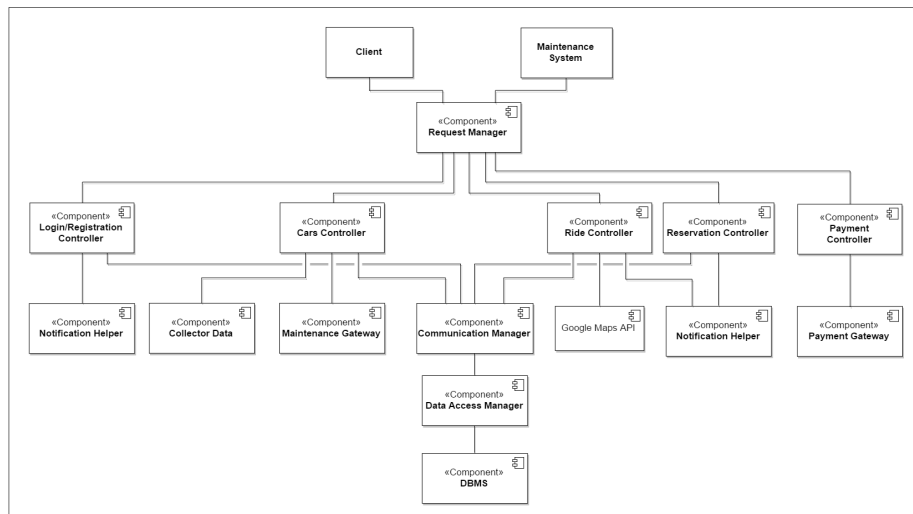 Client
Maintenance
System
«Component»
Request Manager
«Component»
Login/Registration
Controller
«Component»
Cars Controller
«Component»
Ride Controller
«Component»
Reservation Controller
«Component»
Payment
Controller
«Component»
Notification Helper
«Component»
Collector Data
«Component»
Maintenance Gateway
«Component»
Communication Manager
Google Maps API
«Component»
Notification Helper
«Component»
Payment Gateway
«Component»
Data Access Manager
«Component»
DBMS